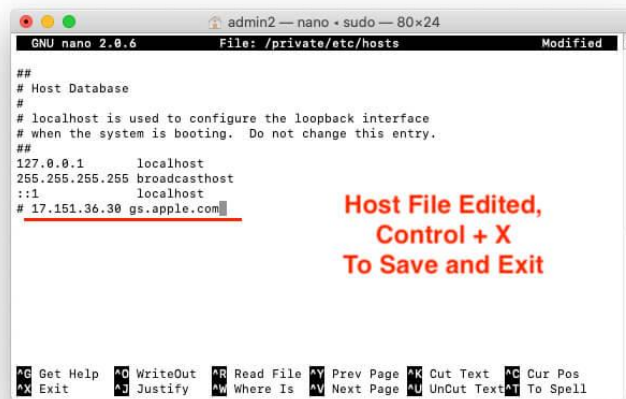 admin2 — nano • sudo — 80×24
GNU nano 2.0.6 File: /private/etc/hosts Modified
##
# Host Database
#
# localhost is used to configure the loopback interface
# when the system is booting.  Do not change this entry.
##
127.0.0.1 localhost
255.255.255.255 broadcasthost
::1 localhost
# 17.151.36.30 gs.apple.com
Host File Edited,
Control + X
To Save and Exit
^G Get Help ^O WriteOut ^R Read File ^Y Prev Page ^K Cut Text ^C Cur Pos
^X Exit ^J Justify ^W Where Is ^V Next Page ^U UnCut Text ^T To Spell